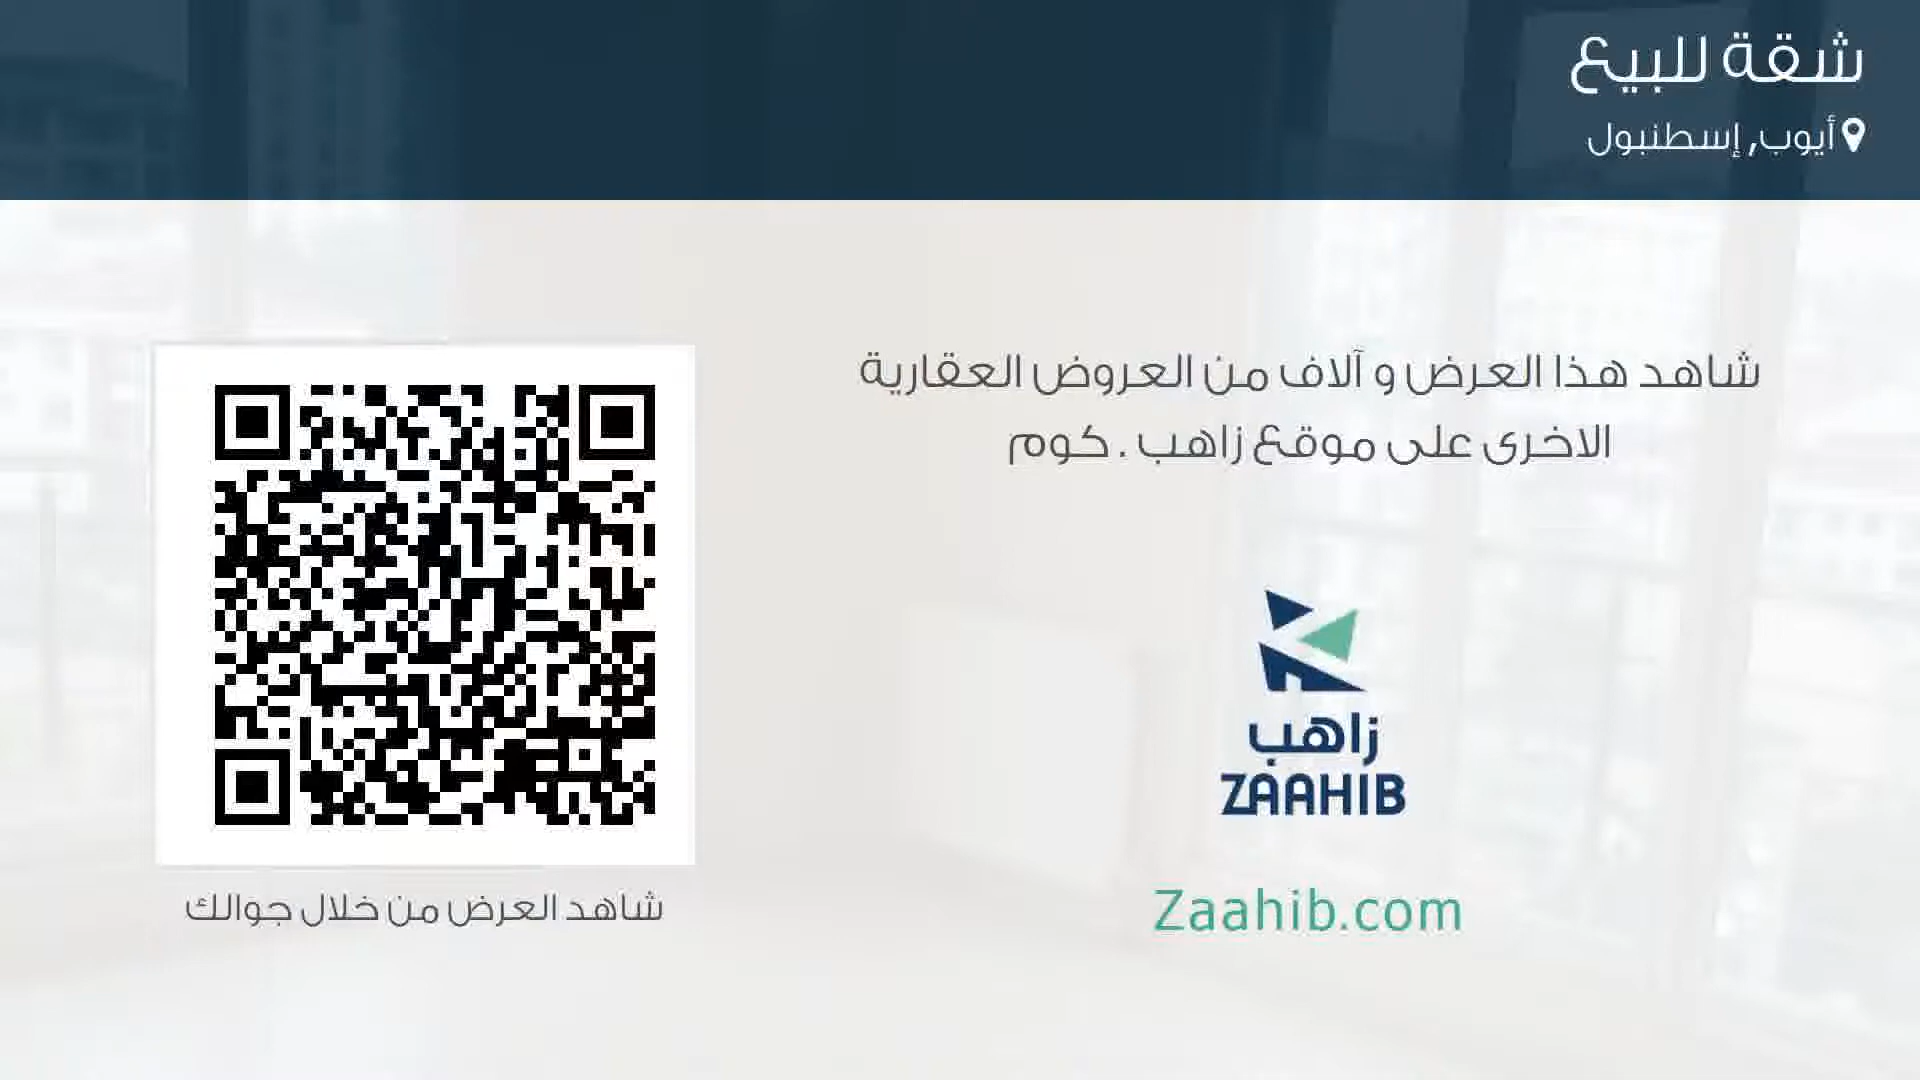 شقة للبيع
أيوب, إسطنبول
شاهد هذا العرض و آلاف من العروض العقارية
الاخرى على موقع زاهب . كوم
زاهب
ZAAHIB
Zaahib.com
شاهد العرض من خلال جوالك